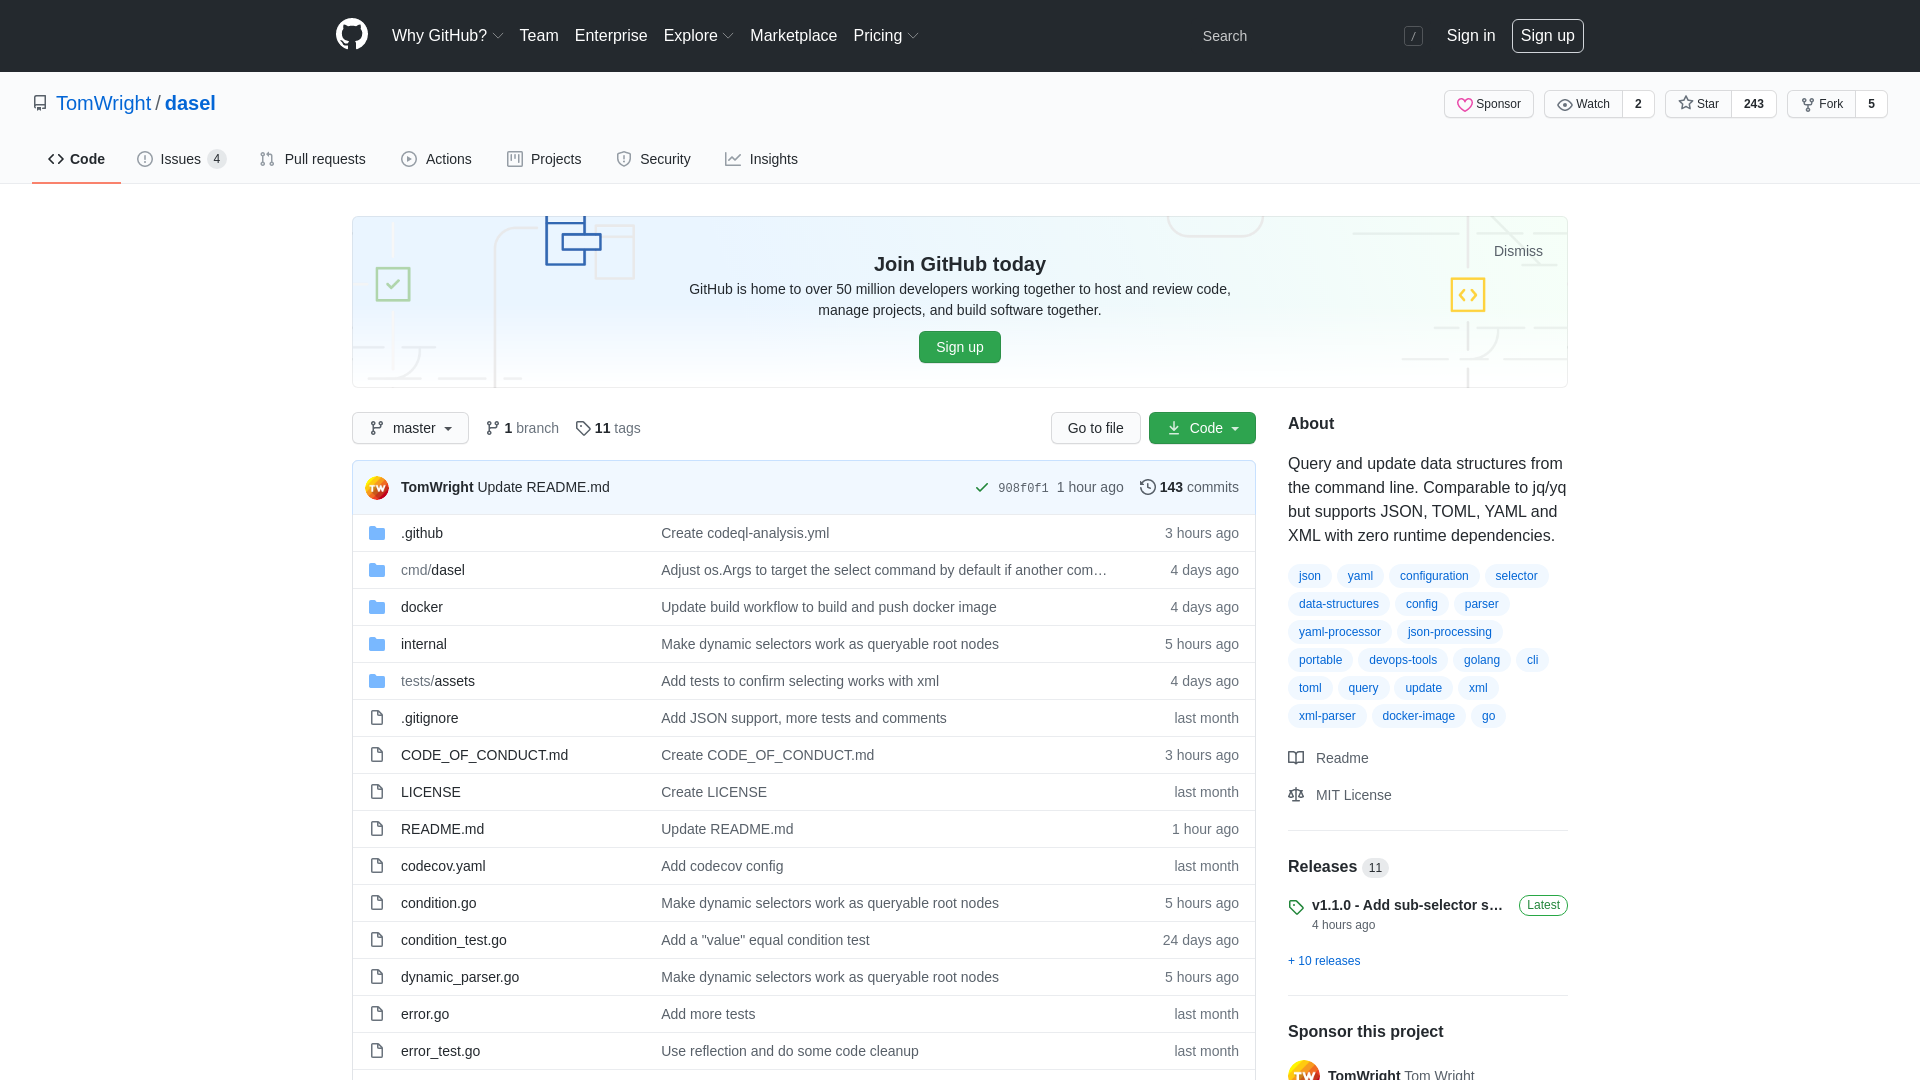 Why GitHub? Team Enterprise Explore Marketplace Pricing Search / Sign in Sign up
TomWright / dasel Sponsor Watch 2 Star 243 Fork 5
Code Issues 4 Pull requests Actions Projects Security Insights
Dismiss
Join GitHub today
GitHub is home to over 50 million developers working together to host and review code,
manage projects, and build software together.
Sign up
master 1 branch 11 tags Go to file Code
TW TomWright Update README.md 908f0f1 1 hour ago 143 commits
.github Create codeql-analysis.yml 3 hours ago
cmd/dasel Adjust os.Args to target the select command by default if another com… 4 days ago
docker Update build workflow to build and push docker image 4 days ago
internal Make dynamic selectors work as queryable root nodes 5 hours ago
tests/assets Add tests to confirm selecting works with xml 4 days ago
.gitignore Add JSON support, more tests and comments last month
CODE_OF_CONDUCT.md Create CODE_OF_CONDUCT.md 3 hours ago
LICENSE Create LICENSE last month
README.md Update README.md 1 hour ago
codecov.yaml Add codecov config last month
condition.go Make dynamic selectors work as queryable root nodes 5 hours ago
condition_test.go Add a "value" equal condition test 24 days ago
dynamic_parser.go Make dynamic selectors work as queryable root nodes 5 hours ago
error.go Add more tests last month
error_test.go Use reflection and do some code cleanup last month
About
Query and update data structures from
the command line. Comparable to jq/yq
but supports JSON, TOML, YAML and
XML with zero runtime dependencies.
json yaml configuration selector
data-structures config parser
yaml-processor json-processing
portable devops-tools golang cli
toml query update xml
xml-parser docker-image go
Readme
MIT License
Releases 11
v1.1.0 - Add sub-selector s… Latest
4 hours ago
+ 10 releases
Sponsor this project
TW TomWright Tom Wright